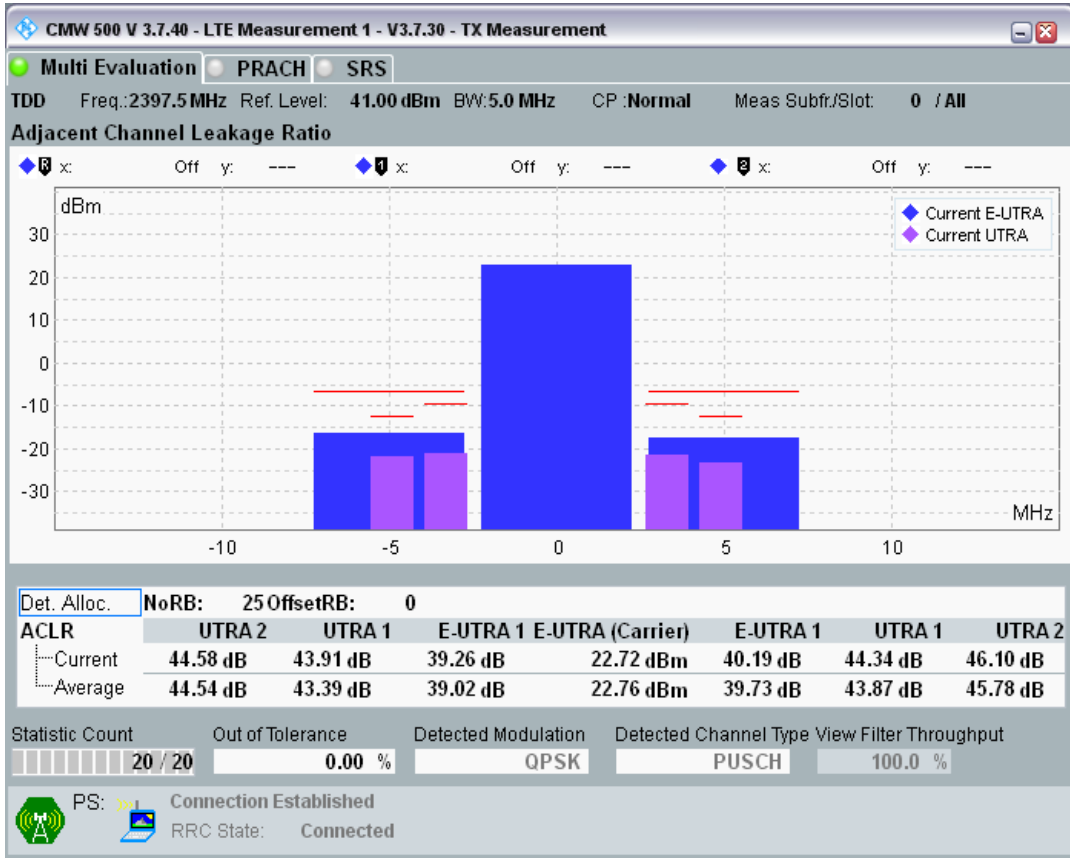 CMW 500 V 3.7.40 - LTE Measurement 1 - V3.7.30 - TX Measurement
Multi Evaluation PRACH SRS
TDD Freq.:2397.5 MHz Ref. Level: 41.00 dBm BW:5.0 MHz CP :Normal Meas Subfr./Slot: 0 / All
Adjacent Channel Leakage Ratio
R x: Off y: --- 1 x: Off y: --- 2 x: Off y: ---
dBm
Current E-UTRA
Current UTRA
30
20
10
0
-10
-20
-30
MHz
-10 -5 0 5 10
Det. Alloc. NoRB: 25 OffsetRB: 0
ACLR UTRA 2 UTRA 1 E-UTRA 1 E-UTRA (Carrier) E-UTRA 1 UTRA 1 UTRA 2
Current 44.58 dB 43.91 dB 39.26 dB 22.72 dBm 40.19 dB 44.34 dB 46.10 dB
Average 44.54 dB 43.39 dB 39.02 dB 22.76 dBm 39.73 dB 43.87 dB 45.78 dB
Statistic Count Out of Tolerance Detected Modulation Detected Channel Type View Filter Throughput
20 / 20 0.00 % QPSK PUSCH 100.0 %
PS: Connection Established
RRC State: Connected